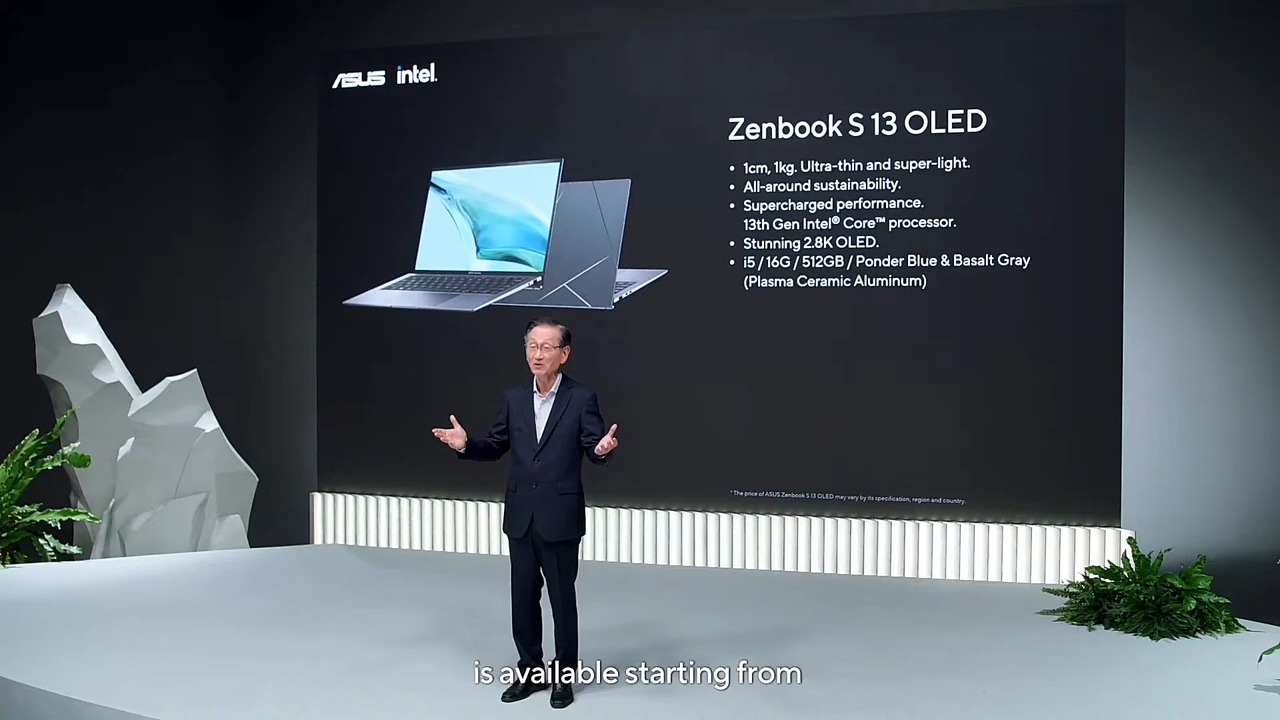 ASUS intel.
Zenbook S 13 OLED
• 1cm, 1kg. Ultra-thin and super-light.
• All-around sustainability.
• Supercharged performance.
13th Gen Intel® Core™ processor.
• Stunning 2.8K OLED.
• i5 / 16G / 512GB / Ponder Blue & Basalt Gray
(Plasma Ceramic Aluminum)
* The price of ASUS Zenbook S 13 OLED may vary by its specification, region and country.
is available starting from